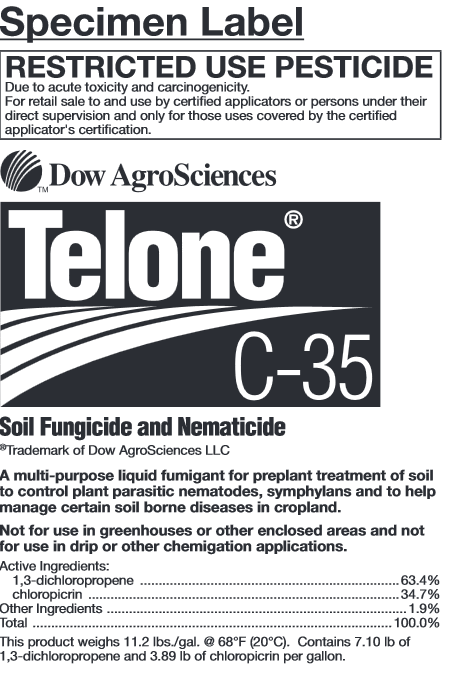 Specimen Label
RESTRICTED USE PESTICIDE
Due to acute toxicity and carcinogenicity.
For retail sale to and use by certified applicators or persons under their
direct supervision and only for those uses covered by the certified
applicator's certification.
TM Dow AgroSciences
Telone®
C-35
Soil Fungicide and Nematicide
®Trademark of Dow AgroSciences LLC
A multi-purpose liquid fumigant for preplant treatment of soil
to control plant parasitic nematodes, symphylans and to help
manage certain soil borne diseases in cropland.
Not for use in greenhouses or other enclosed areas and not
for use in drip or other chemigation applications.
Active Ingredients:
1,3-dichloropropene ........................................................ 63.4%
chloropicrin .................................................................... 34.7%
Other Ingredients ................................................................. 1.9%
Total ................................................................................. 100.0%
This product weighs 11.2 lbs./gal. @ 68°F (20°C). Contains 7.10 lb of
1,3-dichloropropene and 3.89 lb of chloropicrin per gallon.